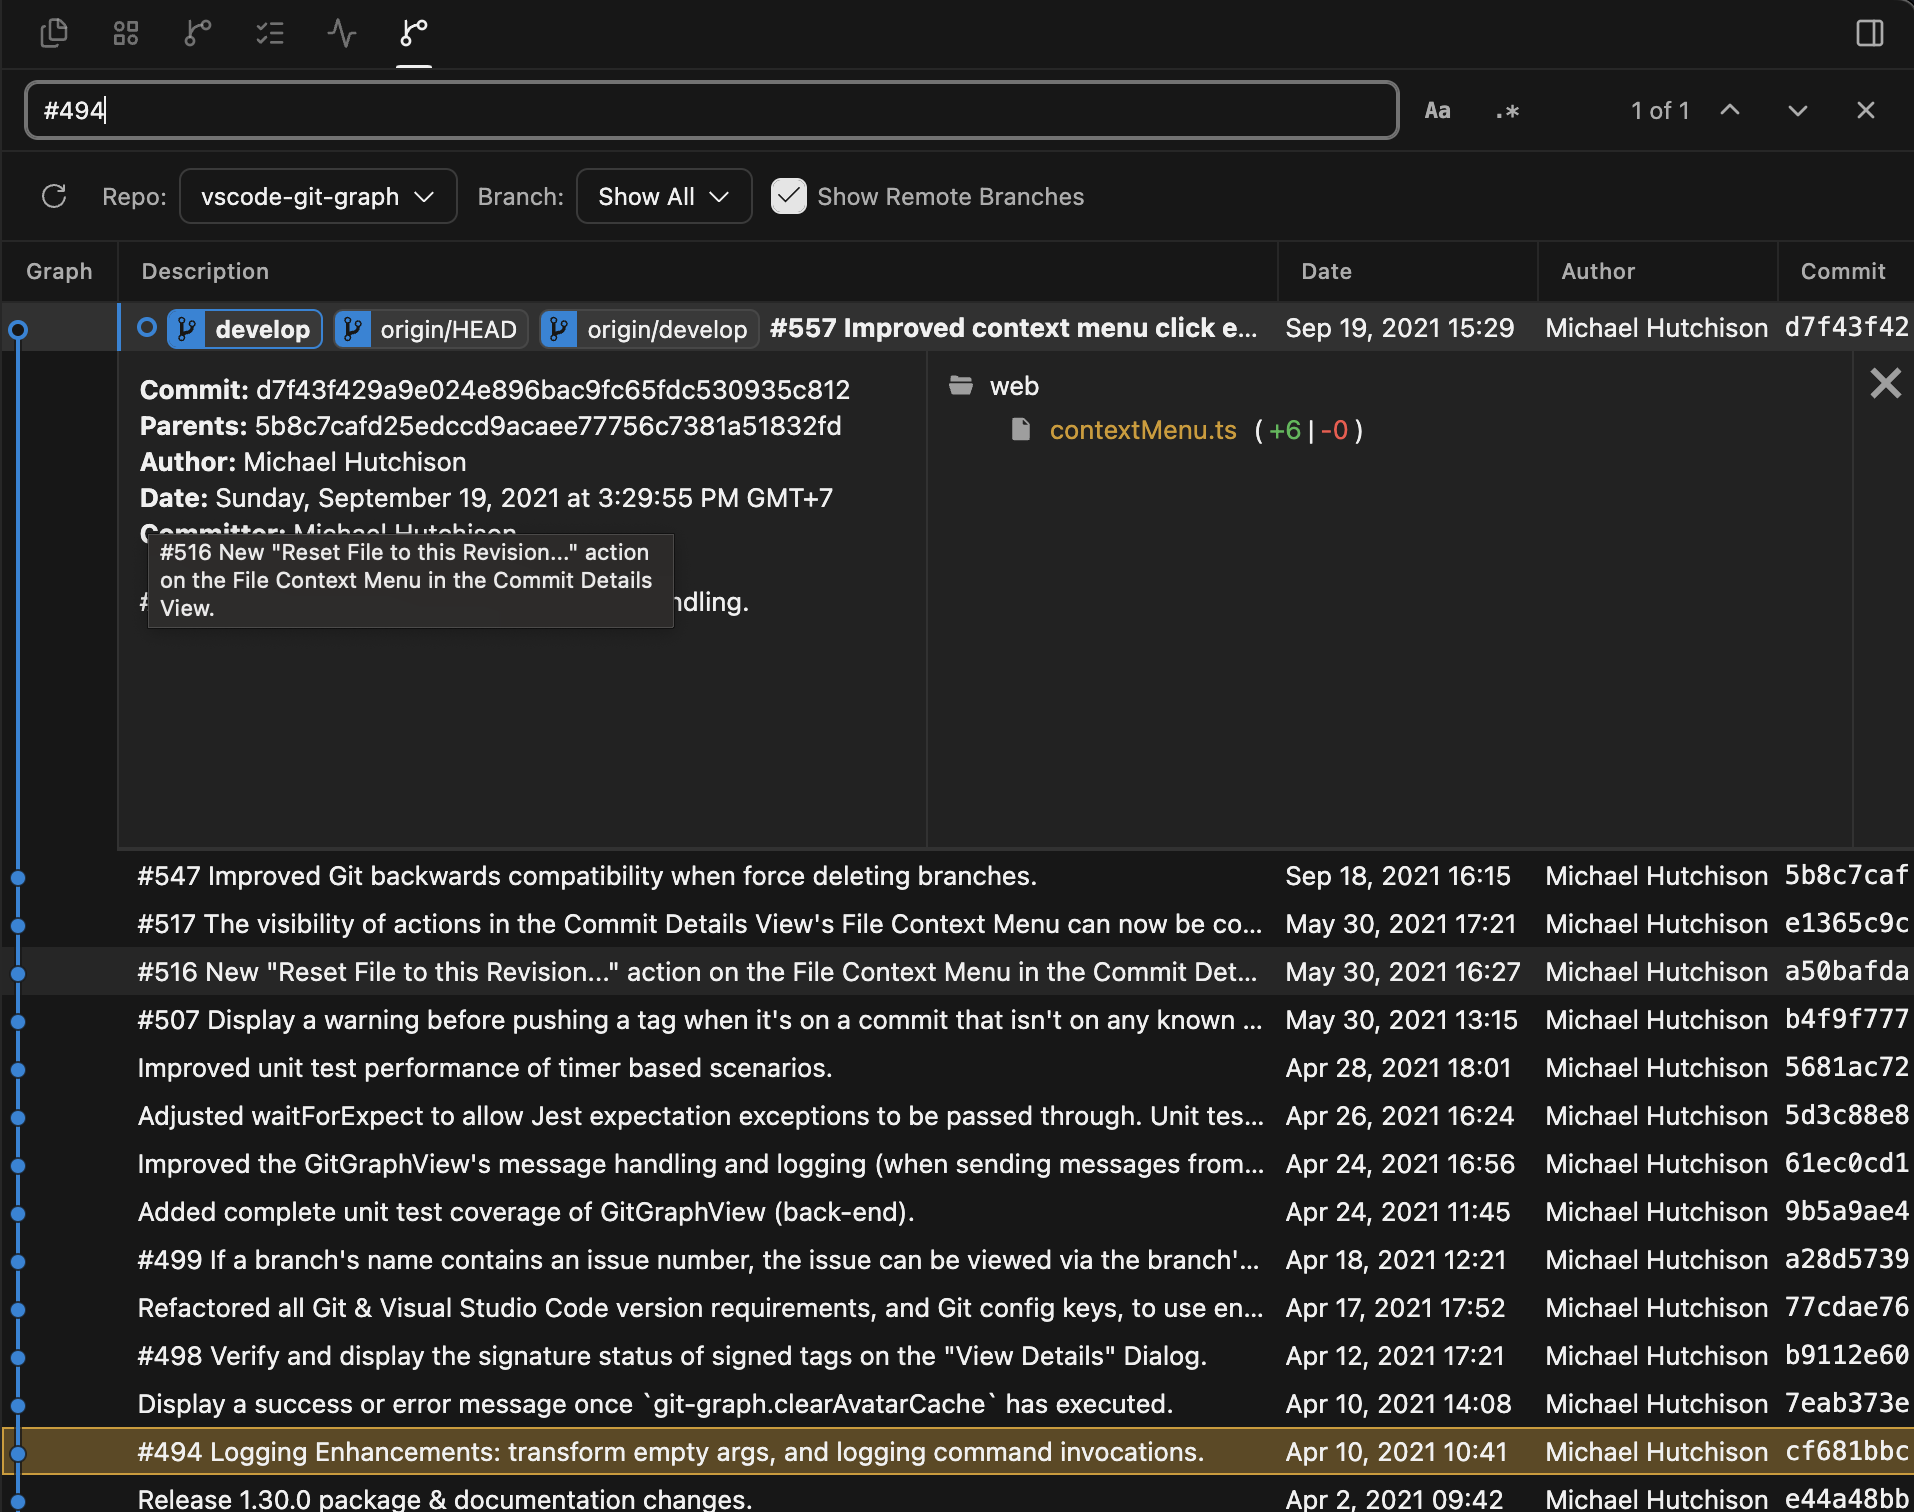 #494
Aa .* 1 of 1
Repo: vscode-git-graph Branch: Show All Show Remote Branches
Graph Description Date Author Commit
develop origin/HEAD origin/develop #557 Improved context menu click e... Sep 19, 2021 15:29 Michael Hutchison d7f43f42
Commit: d7f43f429a9e024e896bac9fc65fdc530935c812
Parents: 5b8c7cafd25edccd9acaee77756c7381a51832fd
Author: Michael Hutchison
Date: Sunday, September 19, 2021 at 3:29:55 PM GMT+7
Committer: Michael Hutchison
#516 New "Reset File to this Revision..." action
on the File Context Menu in the Commit Details
View.
ndling.
web
contextMenu.ts (+6|-0)
#547 Improved Git backwards compatibility when force deleting branches. Sep 18, 2021 16:15 Michael Hutchison 5b8c7caf
#517 The visibility of actions in the Commit Details View's File Context Menu can now be co... May 30, 2021 17:21 Michael Hutchison e1365c9c
#516 New "Reset File to this Revision..." action on the File Context Menu in the Commit Det... May 30, 2021 16:27 Michael Hutchison a50bafda
#507 Display a warning before pushing a tag when it's on a commit that isn't on any known ... May 30, 2021 13:15 Michael Hutchison b4f9f777
Improved unit test performance of timer based scenarios. Apr 28, 2021 18:01 Michael Hutchison 5681ac72
Adjusted waitForExpect to allow Jest expectation exceptions to be passed through. Unit tes... Apr 26, 2021 16:24 Michael Hutchison 5d3c88e8
Improved the GitGraphView's message handling and logging (when sending messages from... Apr 24, 2021 16:56 Michael Hutchison 61ec0cd1
Added complete unit test coverage of GitGraphView (back-end). Apr 24, 2021 11:45 Michael Hutchison 9b5a9ae4
#499 If a branch's name contains an issue number, the issue can be viewed via the branch'... Apr 18, 2021 12:21 Michael Hutchison a28d5739
Refactored all Git & Visual Studio Code version requirements, and Git config keys, to use en... Apr 17, 2021 17:52 Michael Hutchison 77cdae76
#498 Verify and display the signature status of signed tags on the "View Details" Dialog. Apr 12, 2021 17:21 Michael Hutchison b9112e60
Display a success or error message once `git-graph.clearAvatarCache` has executed. Apr 10, 2021 14:08 Michael Hutchison 7eab373e
#494 Logging Enhancements: transform empty args, and logging command invocations. Apr 10, 2021 10:41 Michael Hutchison cf681bbc
Release 1.30.0 package & documentation changes. Apr 2, 2021 09:42 Michael Hutchison e44a48bb